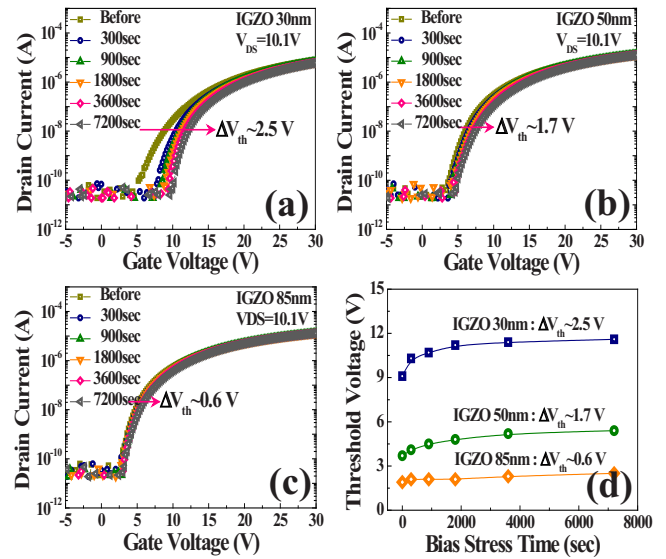 Before
300sec
900sec
1800sec
3600sec
7200sec
IGZO 30nm
V_DS=10.1V
ΔV_th~2.5 V
(a)
Drain Current (A)
10^-4
10^-6
10^-8
10^-10
10^-12
-5 0 5 10 15 20 25 30
Gate Voltage (V)
Before
300sec
900sec
1800sec
3600sec
7200sec
IGZO 50nm
V_DS=10.1V
ΔV_th~1.7 V
(b)
Drain Current (A)
10^-4
10^-6
10^-8
10^-10
10^-12
-5 0 5 10 15 20 25 30
Gate Voltage (V)
Before
300sec
900sec
1800sec
3600sec
7200sec
IGZO 85nm
VDS=10.1V
ΔV_th~0.6 V
(c)
Drain Current (A)
10^-4
10^-6
10^-8
10^-10
10^-12
-5 0 5 10 15 20 25 30
Gate Voltage (V)
IGZO 30nm : ΔV_th~2.5 V
IGZO 50nm : ΔV_th~1.7 V
IGZO 85nm : ΔV_th~0.6 V
(d)
Threshold Voltage (V)
15
12
9
6
3
0
0 2000 4000 6000 8000
Bias Stress Time (sec)